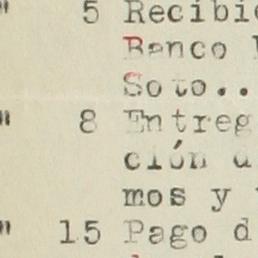 " 5 Recibi
Banco
Soto..
" 8 Entreg
ción d
mos y
" 15 Pago d